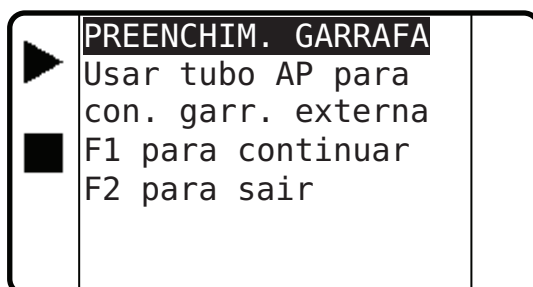 PREENCHIM. GARRAFA
Usar tubo AP para
con. garr. externa
F1 para continuar
F2 para sair